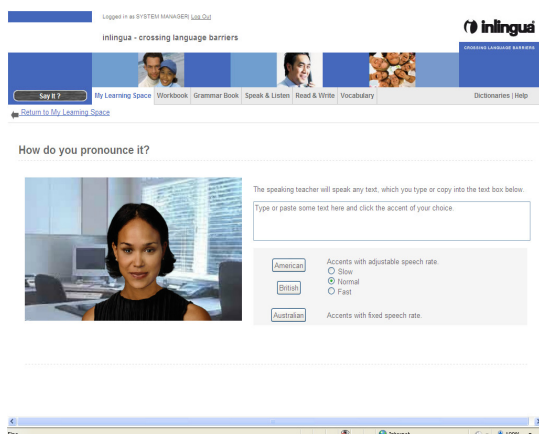 Logged in as SYSTEM MANAGER| Log Out
inlingua
inlingua - crossing language barriers
CROSSING LANGUAGE BARRIERS
Say It ?
My Learning Space Workbook Grammar Book Speak & Listen Read & Write Vocabulary Dictionaries | Help
Return to My Learning Space
How do you pronounce it?
The speaking teacher will speak any text, which you type or copy into the text box below.
Type or paste some text here and click the accent of your choice.
American
British
Accents with adjustable speech rate.
Slow
Normal
Fast
Australian
Accents with fixed speech rate.